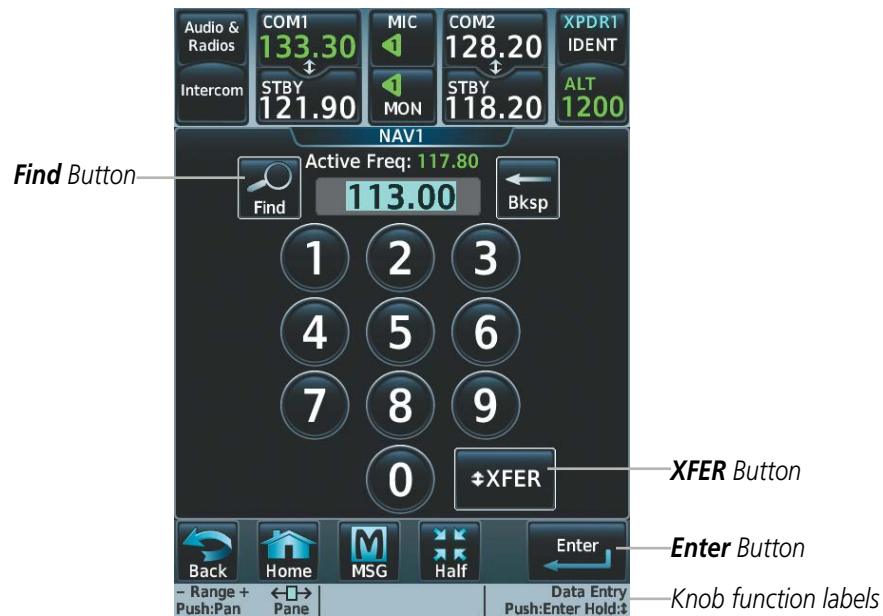 Audio & Radios
COM1
133.30
MIC
1
COM2
128.20
XPDR1
IDENT
Intercom
STBY
121.90
1
MON
STBY
118.20
ALT
1200
NAV1
Find Button
Active Freq: 117.80
Find
113.00
Bksp
1 2 3
4 5 6
7 8 9
0
XFER
XFER Button
Back
Home
MSG
Half
Enter
Enter Button
– Range +
Push:Pan
Pane
Data Entry
Push:Enter Hold:↕
Knob function labels